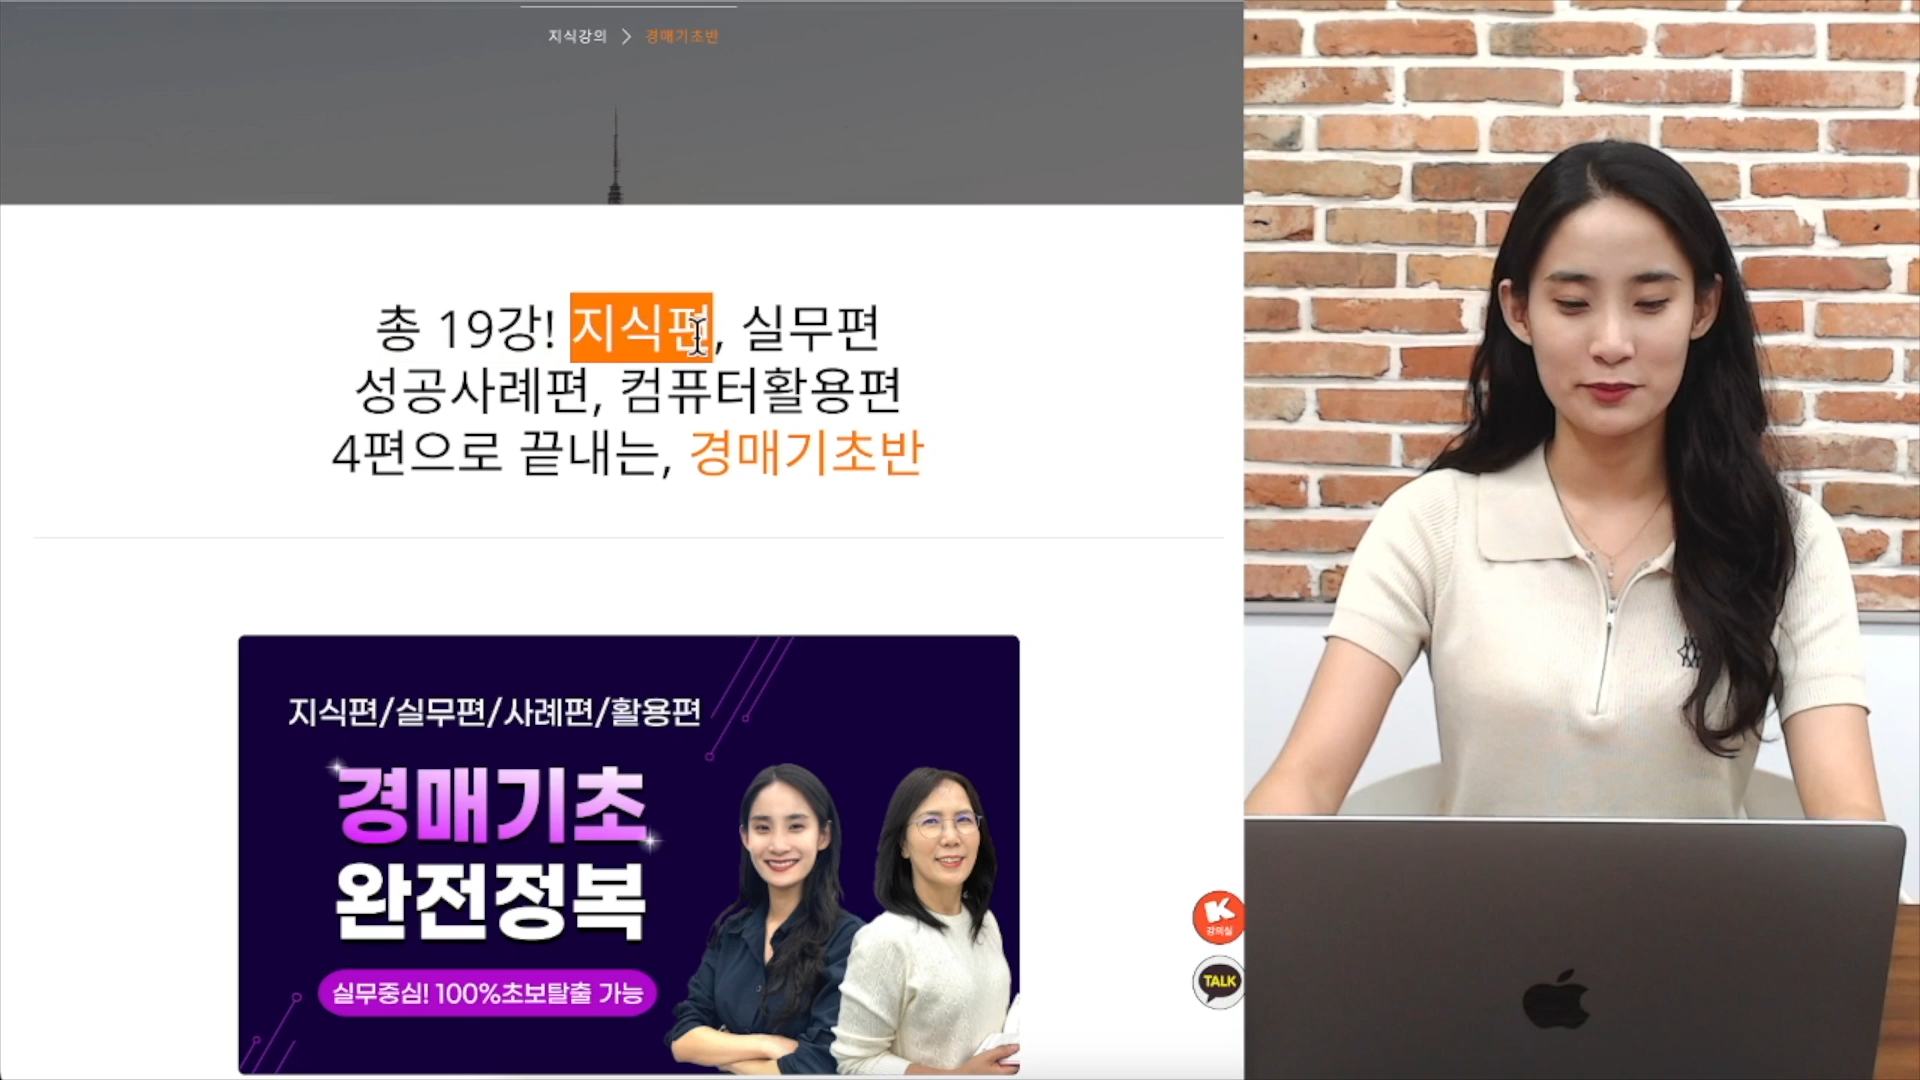 지식강의 > 경매기초반
총 19강! 지식편, 실무편
성공사례편, 컴퓨터활용편
4편으로 끝내는, 경매기초반
지식편/실무편/사례편/활용편
경매기초
완전정복
실무중심! 100%초보탈출 가능
K
강의실
TALK